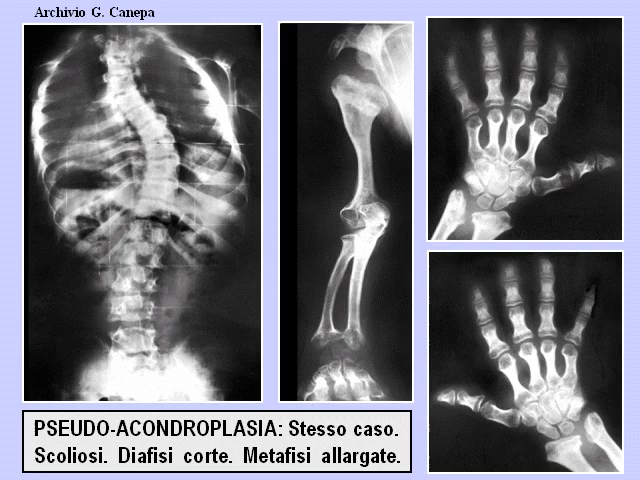 Archivio G. Canepa
PSEUDO-ACONDROPLASIA: Stesso caso.
Scoliosi. Diafisi corte. Metafisi allargate.